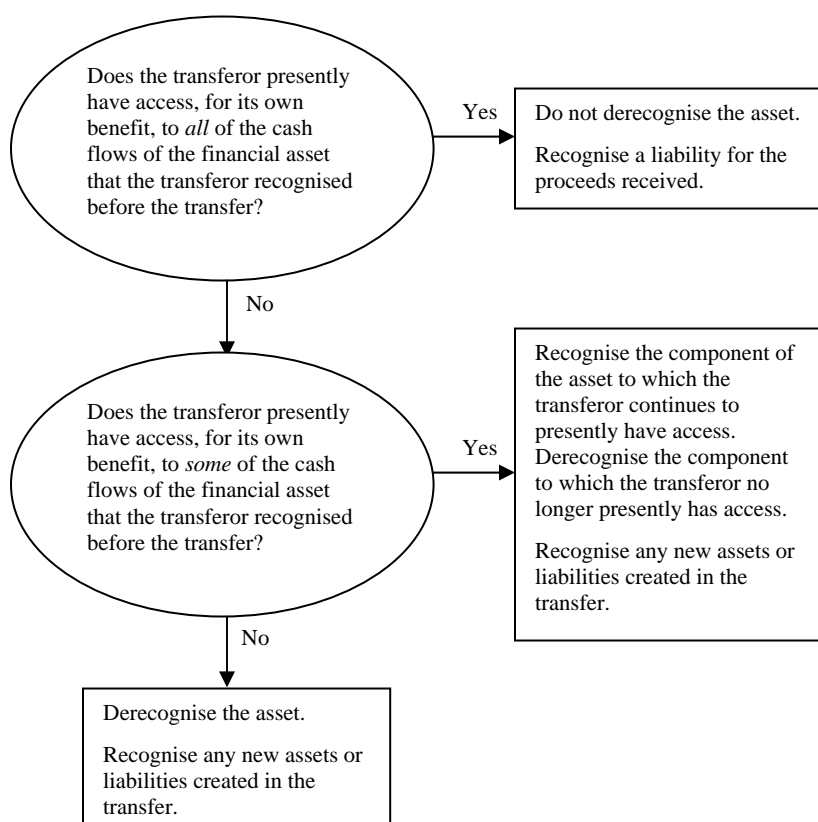 Does the transferor presently
have access, for its own
benefit, to all of the cash
flows of the financial asset
that the transferor recognised
before the transfer?
Yes
Do not derecognise the asset.
Recognise a liability for the
proceeds received.
No
Does the transferor presently
have access, for its own
benefit, to some of the cash
flows of the financial asset
that the transferor recognised
before the transfer?
Yes
Recognise the component of
the asset to which the
transferor continues to
presently have access.
Derecognise the component
to which the transferor no
longer presently has access.
Recognise any new assets or
liabilities created in the
transfer.
No
Derecognise the asset.
Recognise any new assets or
liabilities created in the
transfer.